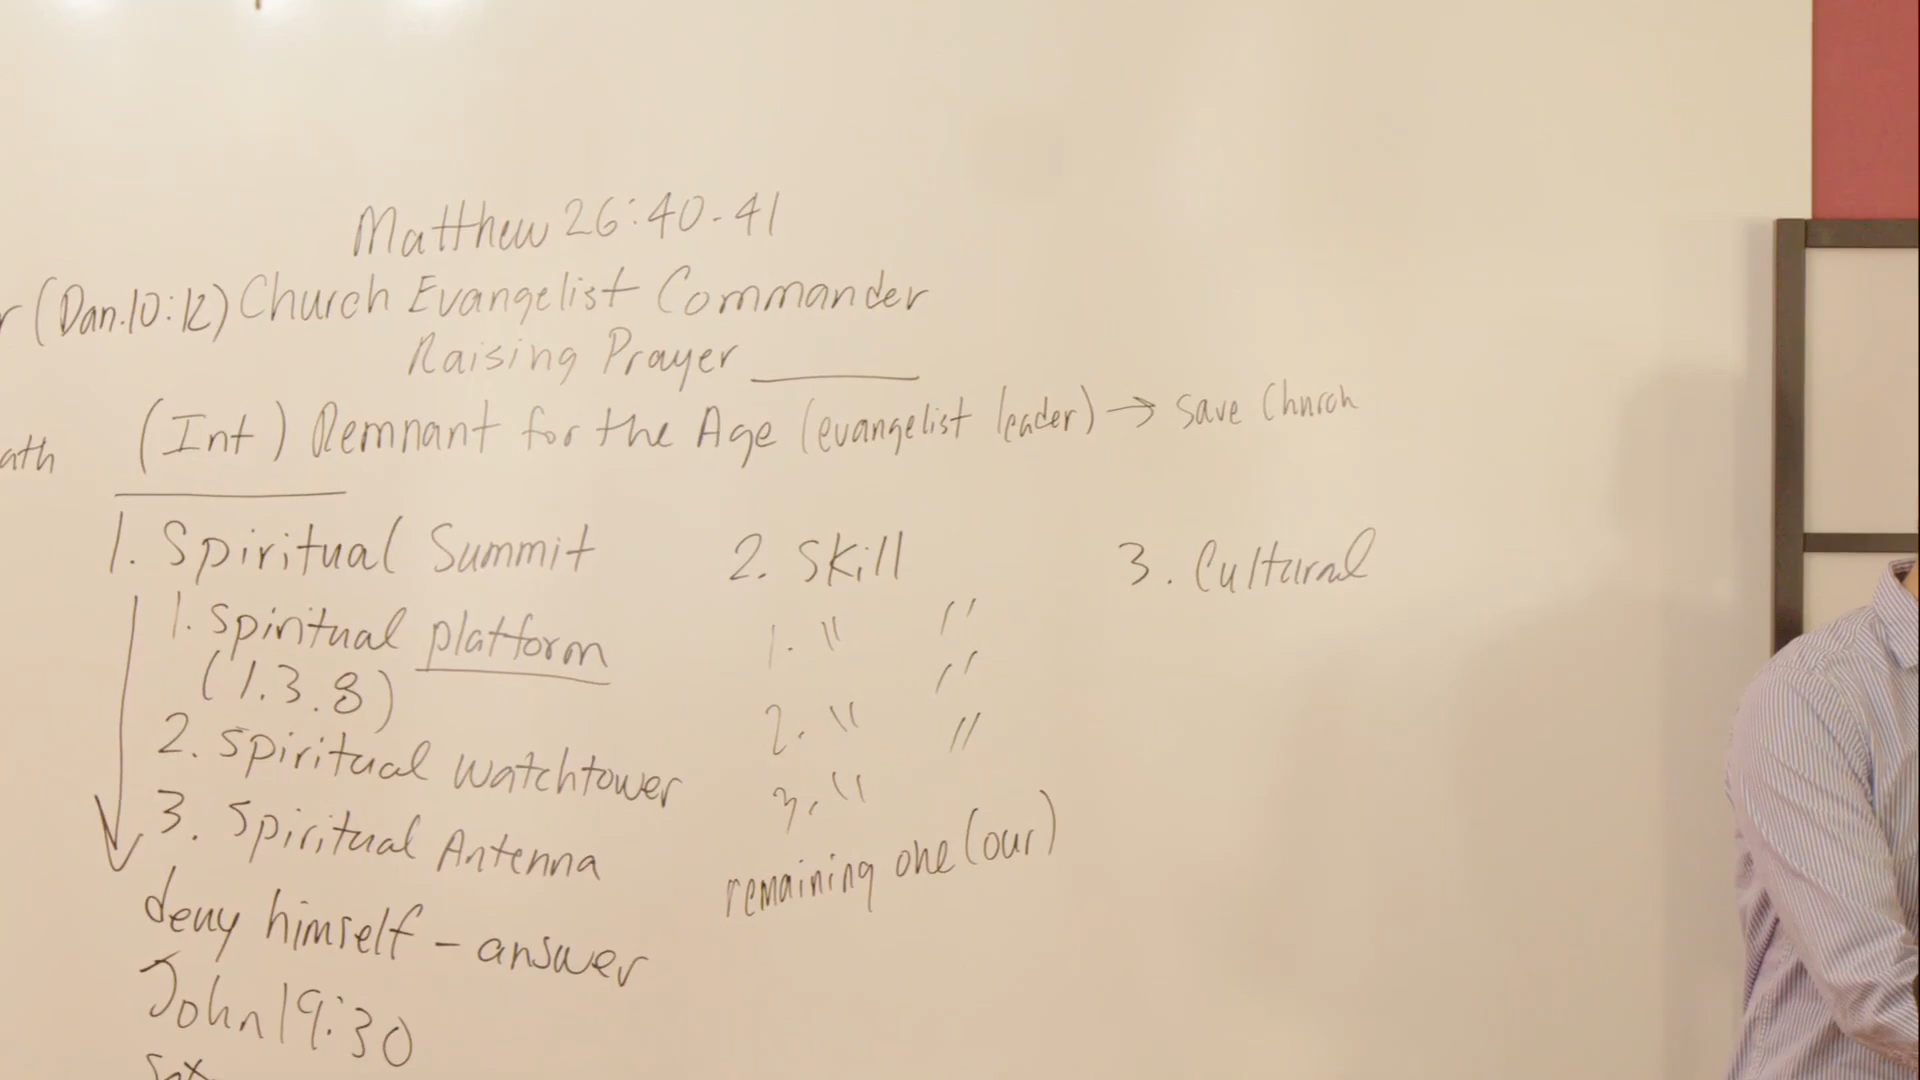 Matthew 26:40-41
r (Dan.10:12) Church Evangelist Commander
Raising Prayer
ath (Int) Remnant for the Age (evangelist leader) → save Church
1. Spiritual Summit
1. Spiritual platform
(1.3.8)
2. Spiritual watchtower
3. Spiritual Antenna
deny himself - answer
John 19:30
2. Skill
1. " "
2. " "
3. " "
remaining one (our)
3. Cultural